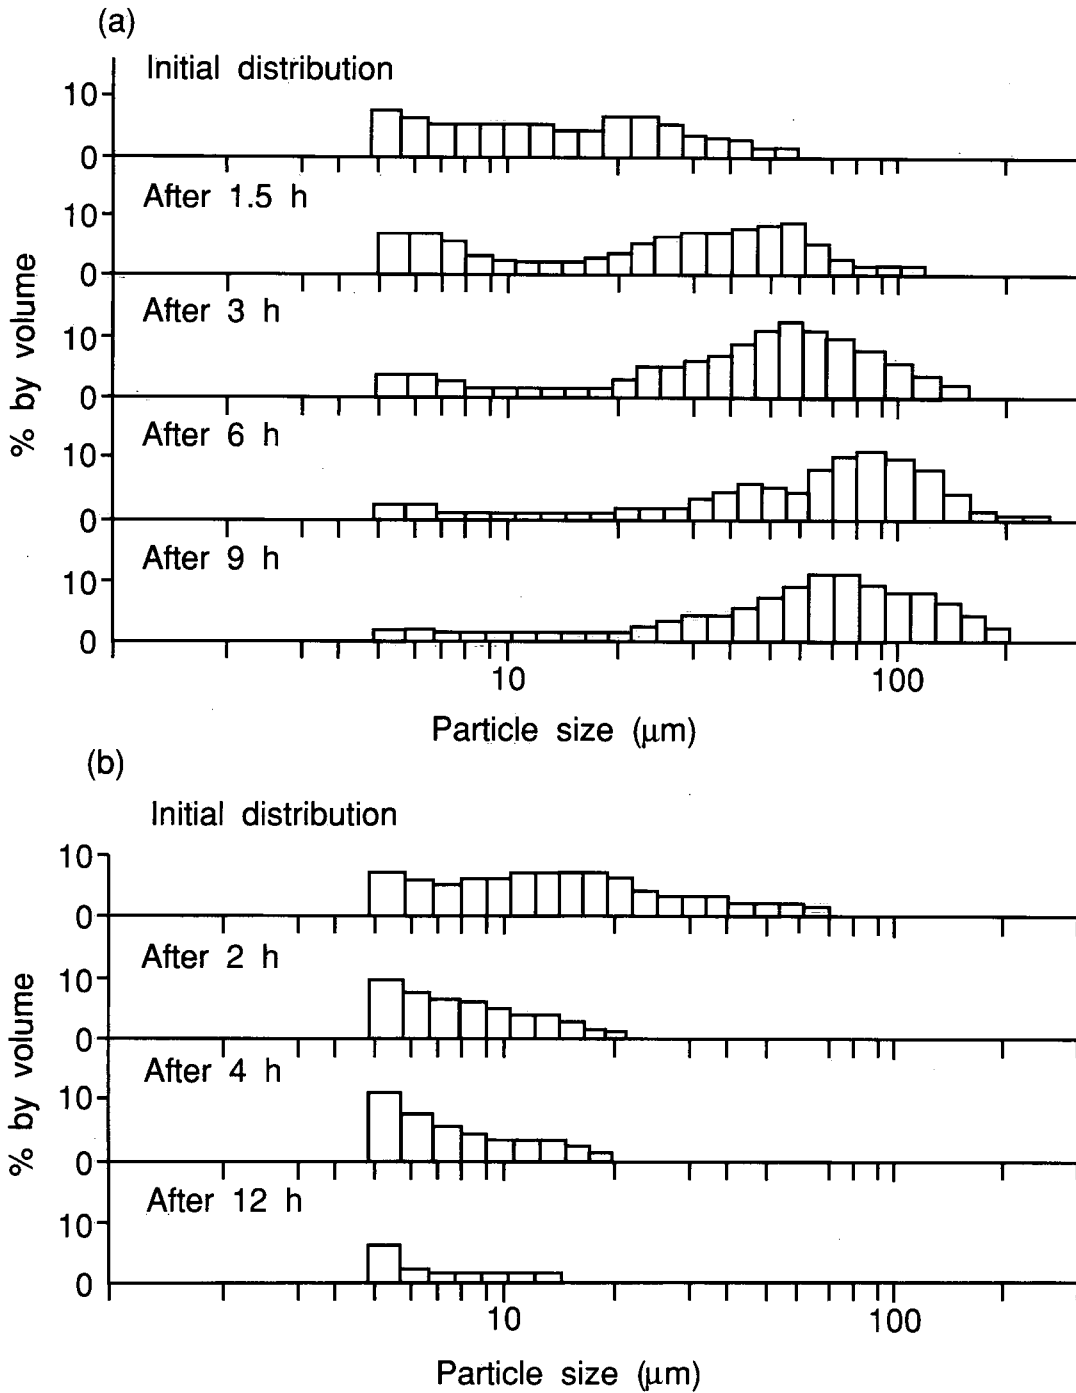 (a)
Initial distribution
10
0
After 1.5 h
10
0
After 3 h
10
0
After 6 h
10
0
After 9 h
10
0
% by volume
10 100
Particle size (μm)
(b)
Initial distribution
10
0
After 2 h
10
0
After 4 h
10
0
After 12 h
10
0
% by volume
10 100
Particle size (μm)